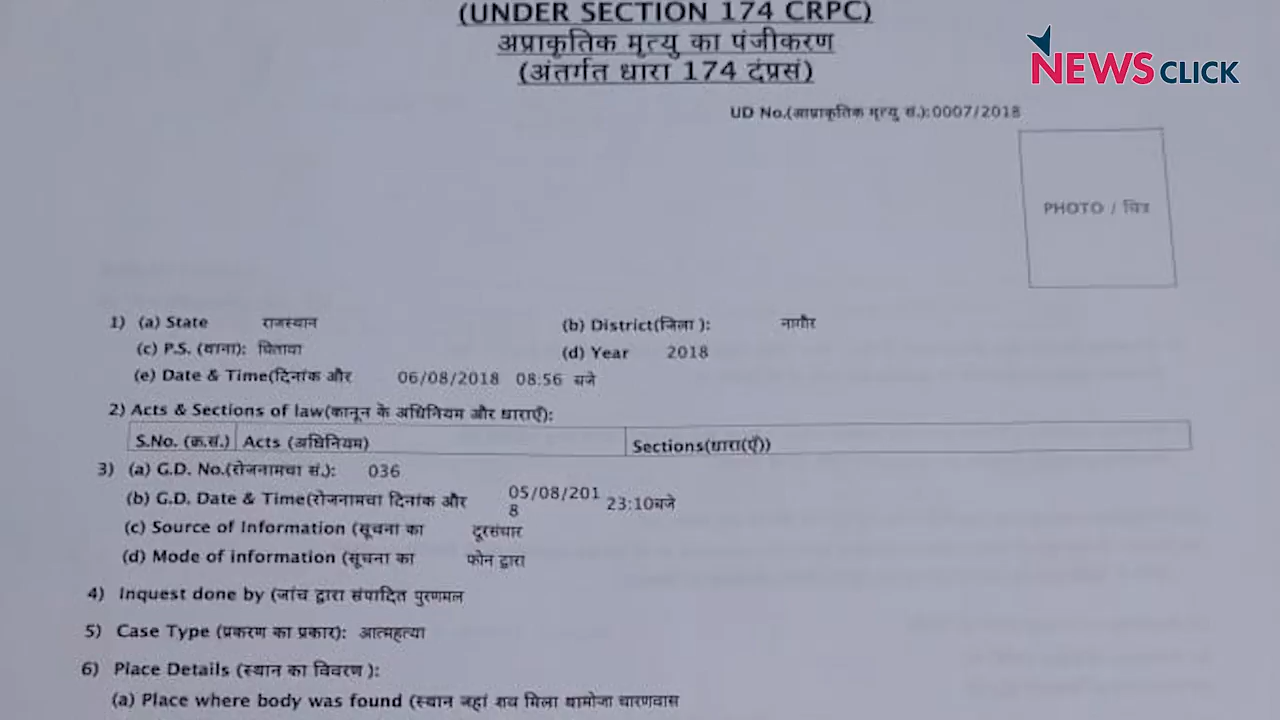 (UNDER SECTION 174 CRPC)
अप्राकृतिक मृत्यु का पंजीकरण
(अंतर्गत धारा 174 दंप्रसं)
NEWSCLICK
UD No.(आप्राकृतिक मृत्यु सं.):0007/2018
PHOTO / चित्र
1) (a) State राजस्थान (b) District(जिला ): नागौर
(c) P.S. (थाना): चितावा (d) Year 2018
(e) Date & Time(दिनांक और 06/08/2018 08:56 बजे
2) Acts & Sections of law(कानून के अधिनियम और धाराएँ):
S.No. (क्र.सं.) Acts (अधिनियम) Sections(धारा(एँ))
3) (a) G.D. No.(रोजनामचा सं.): 036
(b) G.D. Date & Time(रोजनामचा दिनांक और 05/08/201
8 23:10बजे
(c) Source of Information (सूचना का दूरसंचार
(d) Mode of information (सूचना का फोन द्वारा
4) Inquest done by (जांच द्वारा संपादित पुरणमल
5) Case Type (प्रकरण का प्रकार): आत्महत्या
6) Place Details (स्थान का विवरण ):
(a) Place where body was found (स्थान जहां शव मिला चारणवास